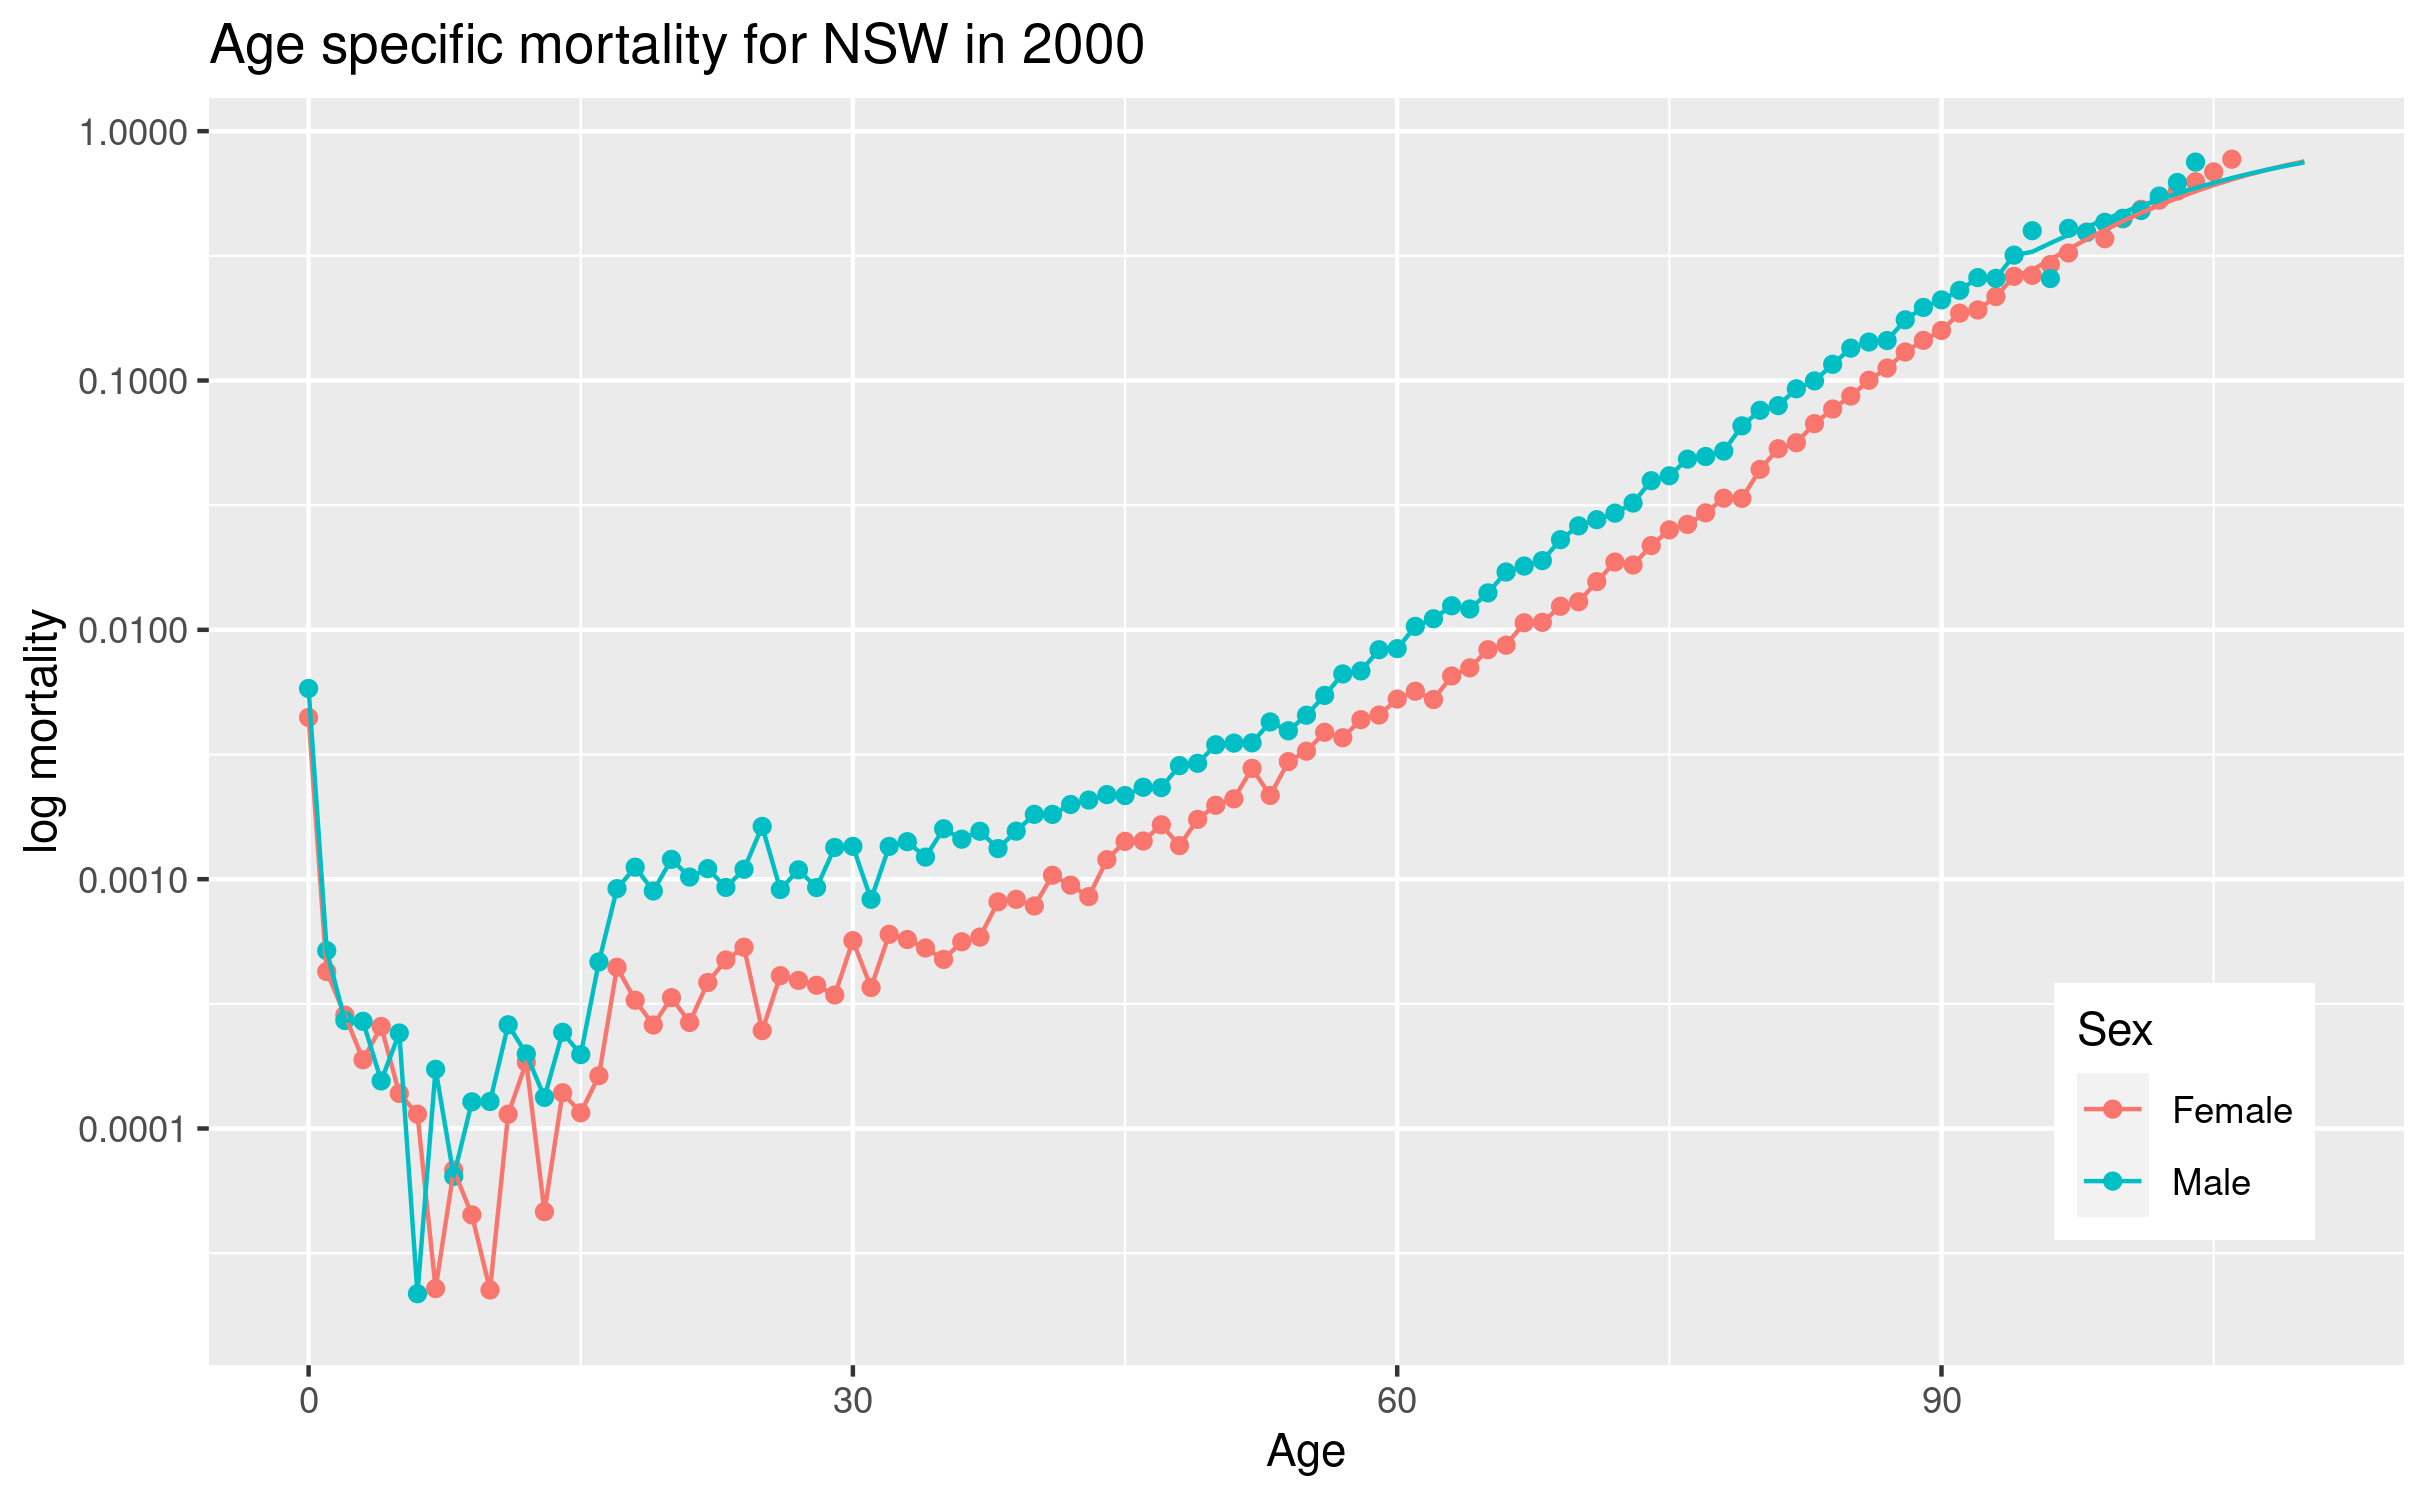 Age specific mortality for NSW in 2000
1.0000
0.1000
0.0100
0.0010
0.0001
log mortality
0 30 60 90
Age
Sex
Female
Male